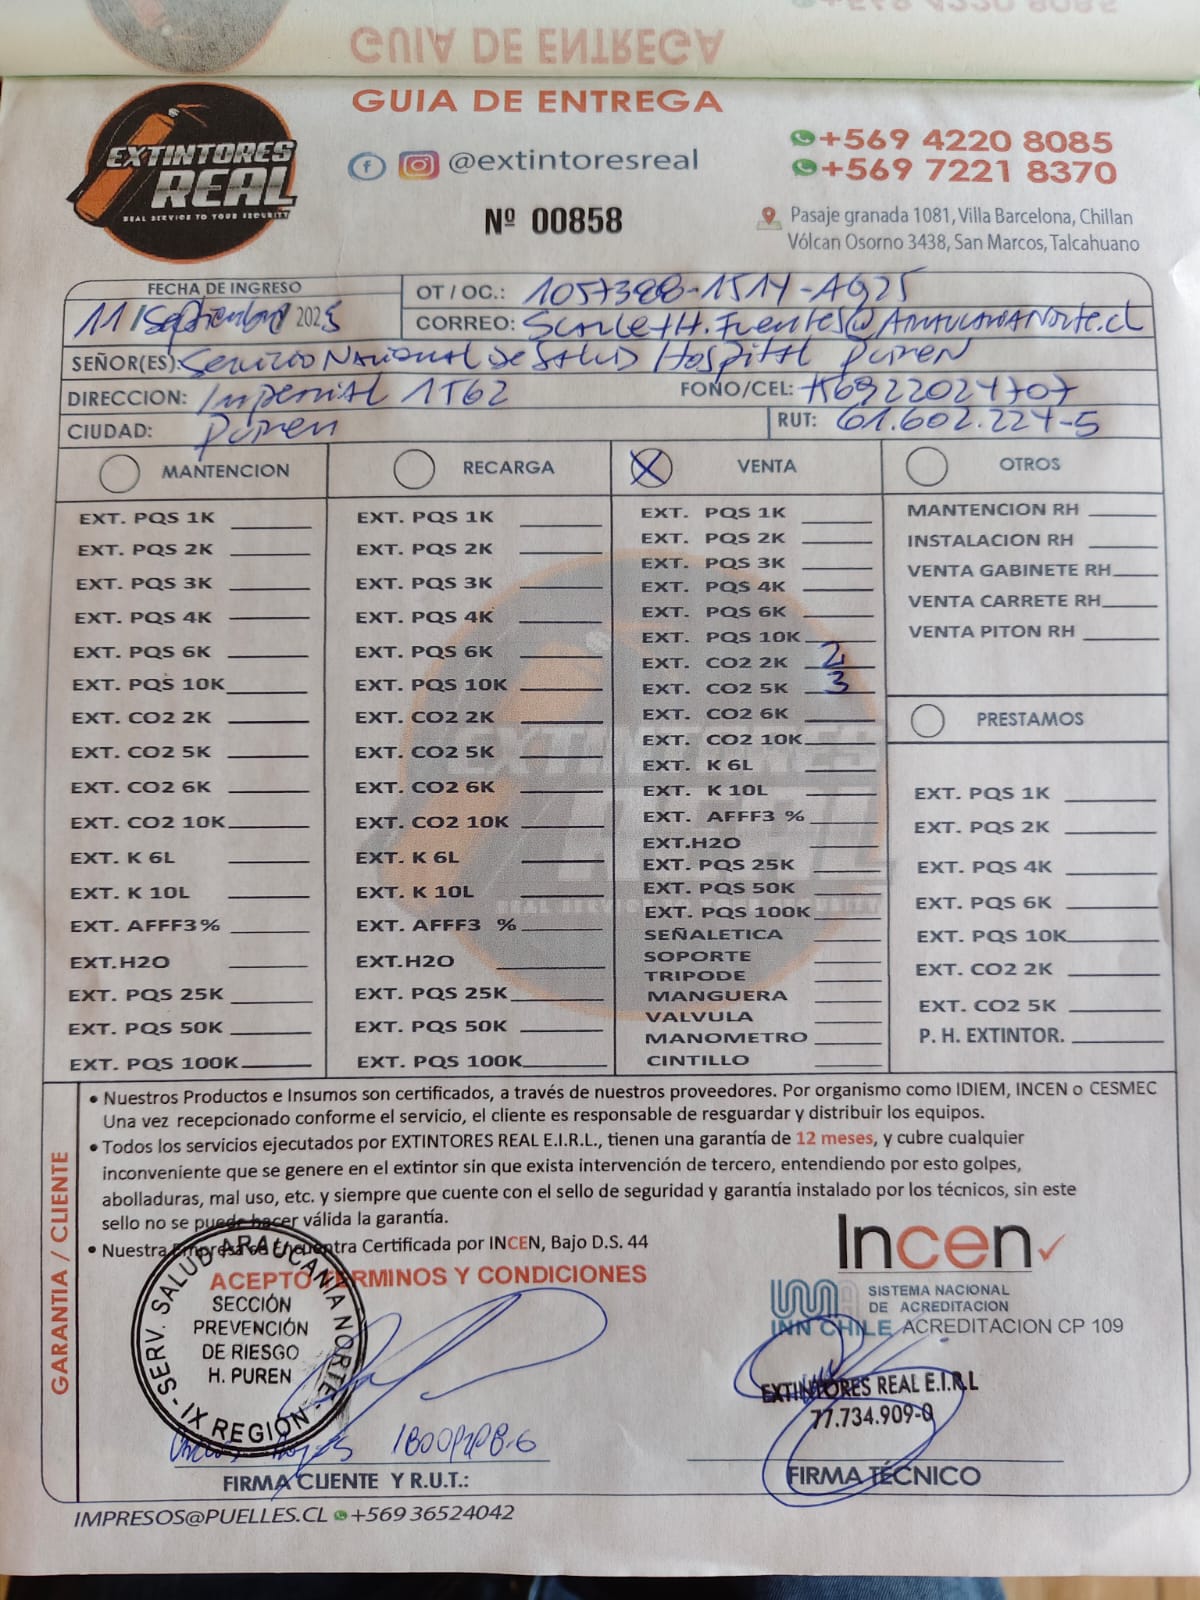 GUIA DE ENTREGA
GUIA DE ENTREGA
EXTINTORES
REAL
REAL SERVICE TO YOUR SECURITY
@extintoresreal
+569 4220 8085
+569 7221 8370
Nº 00858
Pasaje granada 1081, Villa Barcelona, Chillan
Vólcan Osorno 3438, San Marcos, Talcahuano
FECHA DE INGRESO
11/Septiembre 2025
OT / OC.: 1057388-1514-AG25
CORREO: Scarleth.Fuentes@Araucanianorte.cl
SEÑOR(ES): Servicio Nacional de Salud Hospital Puren
DIRECCION: Imperial 1562
FONO/CEL: +56922024707
CIUDAD: Puren
RUT: 61.602.224-5
MANTENCION
EXT. PQS 1K
EXT. PQS 2K
EXT. PQS 3K
EXT. PQS 4K
EXT. PQS 6K
EXT. PQS 10K
EXT. CO2 2K
EXT. CO2 5K
EXT. CO2 6K
EXT. CO2 10K
EXT. K 6L
EXT. K 10L
EXT. AFFF3%
EXT.H2O
EXT. PQS 25K
EXT. PQS 50K
EXT. PQS 100K
RECARGA
EXT. PQS 1K
EXT. PQS 2K
EXT. PQS 3K
EXT. PQS 4K
EXT. PQS 6K
EXT. PQS 10K
EXT. CO2 2K
EXT. CO2 5K
EXT. CO2 6K
EXT. CO2 10K
EXT. K 6L
EXT. K 10L
EXT. AFFF3 %
EXT.H2O
EXT. PQS 25K
EXT. PQS 50K
EXT. PQS 100K
X VENTA
EXT. PQS 1K
EXT. PQS 2K
EXT. PQS 3K
EXT. PQS 4K
EXT. PQS 6K
EXT. PQS 10K
EXT. CO2 2K 2
EXT. CO2 5K 3
EXT. CO2 6K
EXT. CO2 10K
EXT. K 6L
EXT. K 10L
EXT. AFFF3 %
EXT.H2O
EXT. PQS 25K
EXT. PQS 50K
EXT. PQS 100K
SEÑALETICA
SOPORTE
TRIPODE
MANGUERA
VALVULA
MANOMETRO
CINTILLO
OTROS
MANTENCION RH
INSTALACION RH
VENTA GABINETE RH
VENTA CARRETE RH
VENTA PITON RH
PRESTAMOS
EXT. PQS 1K
EXT. PQS 2K
EXT. PQS 4K
EXT. PQS 6K
EXT. PQS 10K
EXT. CO2 2K
EXT. CO2 5K
P. H. EXTINTOR.
EXTINTORES
REAL
REAL SERVICE TO YOUR SECURITY
GARANTIA / CLIENTE
• Nuestros Productos e Insumos son certificados, a través de nuestros proveedores. Por organismo como IDIEM, INCEN o CESMEC
Una vez recepcionado conforme el servicio, el cliente es responsable de resguardar y distribuir los equipos.
• Todos los servicios ejecutados por EXTINTORES REAL E.I.R.L., tienen una garantía de 12 meses, y cubre cualquier
inconveniente que se genere en el extintor sin que exista intervención de tercero, entendiendo por esto golpes,
abolladuras, mal uso, etc. y siempre que cuente con el sello de seguridad y garantía instalado por los técnicos, sin este
sello no se puede hacer válida la garantía.
• Nuestra Empresa se Encuentra Certificada por INCEN, Bajo D.S. 44
ACEPTO TERMINOS Y CONDICIONES
SERV. SALUD ARAUCANIA NORTE - IX REGIÓN -
SECCIÓN
PREVENCIÓN
DE RIESGO
H. PUREN
Incen
INN CHILE
SISTEMA NACIONAL
DE ACREDITACION
ACREDITACION CP 109
EXTINTORES REAL E.I.R.L
77.734.909-0
FIRMA CLIENTE Y R.U.T.:
FIRMA TÉCNICO
IMPRESOS@PUELLES.CL +569 36524042